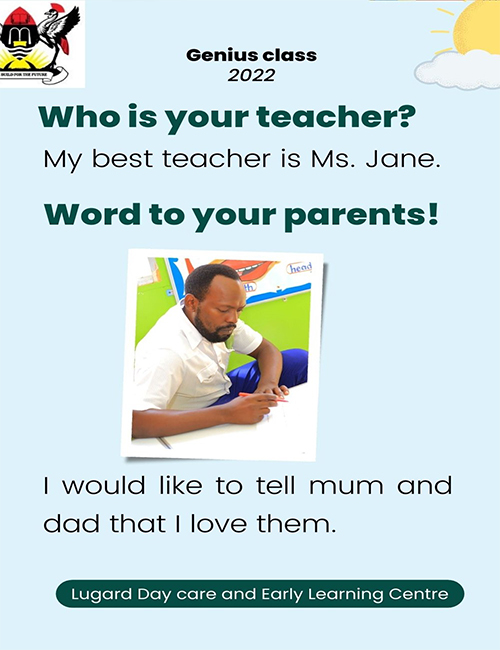 BUILD FOR THE FUTURE
Genius class
2022
Who is your teacher?
My best teacher is Ms. Jane.
Word to your parents!
head
th
I would like to tell mum and
dad that I love them.
Lugard Day care and Early Learning Centre